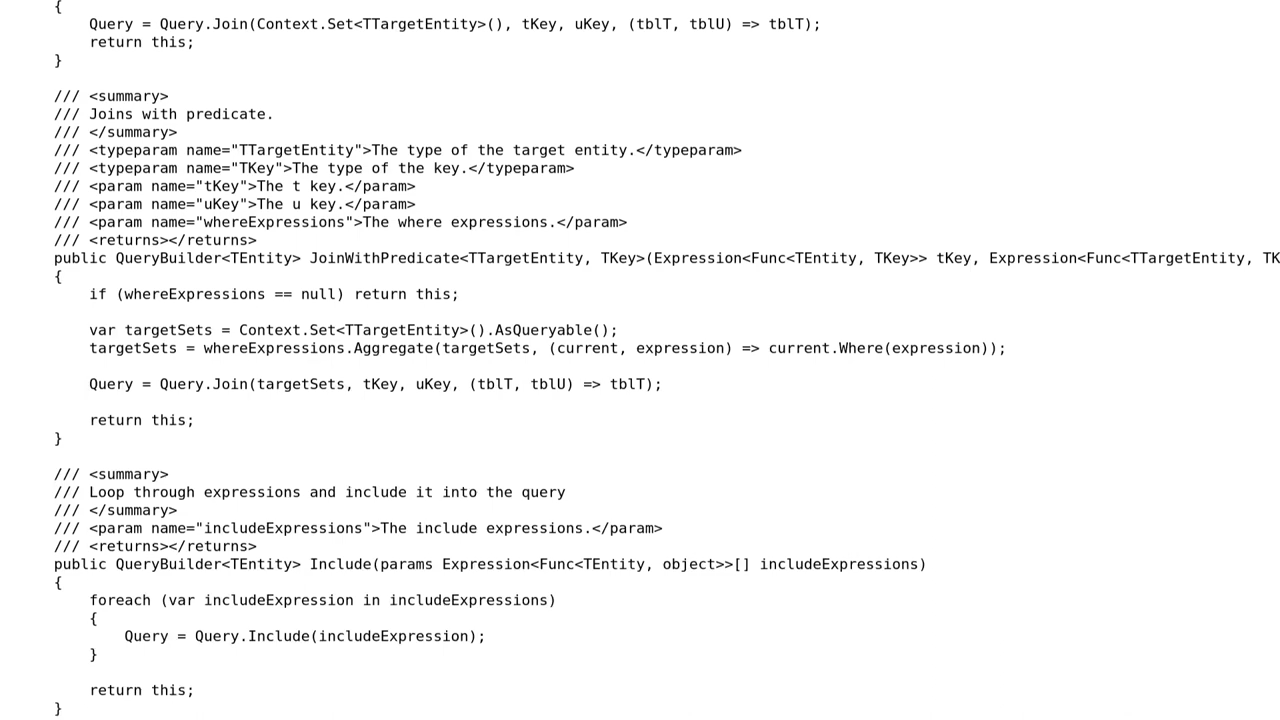 {
Query = Query.Join(Context.Set<TTargetEntity>(), tKey, uKey, (tblT, tblU) => tblT);
return this;
}
/// <summary>
/// Joins with predicate.
/// </summary>
/// <typeparam name="TTargetEntity">The type of the target entity.</typeparam>
/// <typeparam name="TKey">The type of the key.</typeparam>
/// <param name="tKey">The t key.</param>
/// <param name="uKey">The u key.</param>
/// <param name="whereExpressions">The where expressions.</param>
/// <returns></returns>
public QueryBuilder<TEntity> JoinWithPredicate<TTargetEntity, TKey>(Expression<Func<TEntity, TKey>> tKey, Expression<Func<TTargetEntity, TK
{
if (whereExpressions == null) return this;
var targetSets = Context.Set<TTargetEntity>().AsQueryable();
targetSets = whereExpressions.Aggregate(targetSets, (current, expression) => current.Where(expression));
Query = Query.Join(targetSets, tKey, uKey, (tblT, tblU) => tblT);
return this;
}
/// <summary>
/// Loop through expressions and include it into the query
/// </summary>
/// <param name="includeExpressions">The include expressions.</param>
/// <returns></returns>
public QueryBuilder<TEntity> Include(params Expression<Func<TEntity, object>>[] includeExpressions)
{
foreach (var includeExpression in includeExpressions)
{
Query = Query.Include(includeExpression);
}
return this;
}